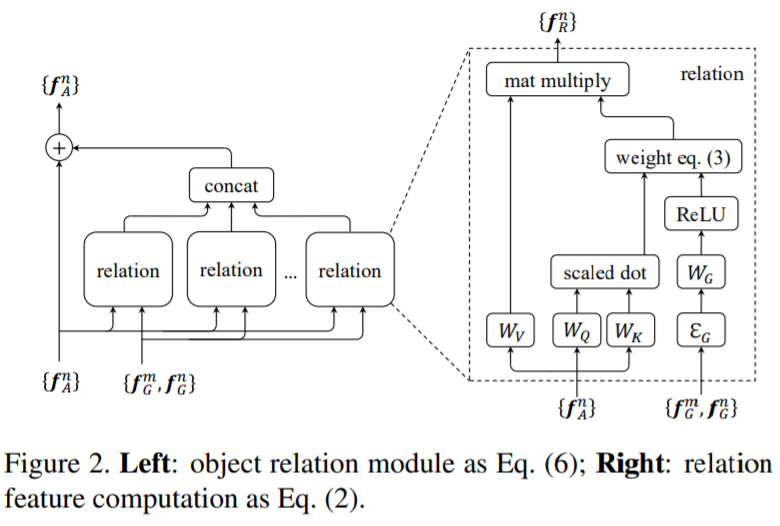 {f_R^n}
mat multiply
relation
{f_A^n}
+
weight eq. (3)
concat
ReLU
relation
relation
...
relation
scaled dot
W_G
W_V
W_Q
W_K
Ɛ_G
{f_A^n}
{f_G^m, f_G^n}
{f_A^n}
{f_G^m, f_G^n}
Figure 2. Left: object relation module as Eq. (6); Right: relation
feature computation as Eq. (2).